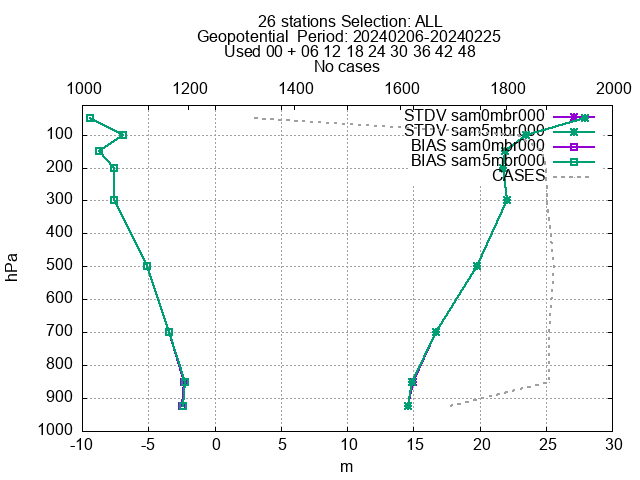 26 stations Selection: ALL
Geopotential Period: 20240206-20240225
Used 00 + 06 12 18 24 30 36 42 48
No cases
1000 1200 1400 1600 1800 2000
STDV sam0mbr000
STDV sam5mbr000
BIAS sam0mbr000
BIAS sam5mbr000
CASES
100
200
300
400
500
600
700
800
900
1000
hPa
-10 -5 0 5 10 15 20 25 30
m